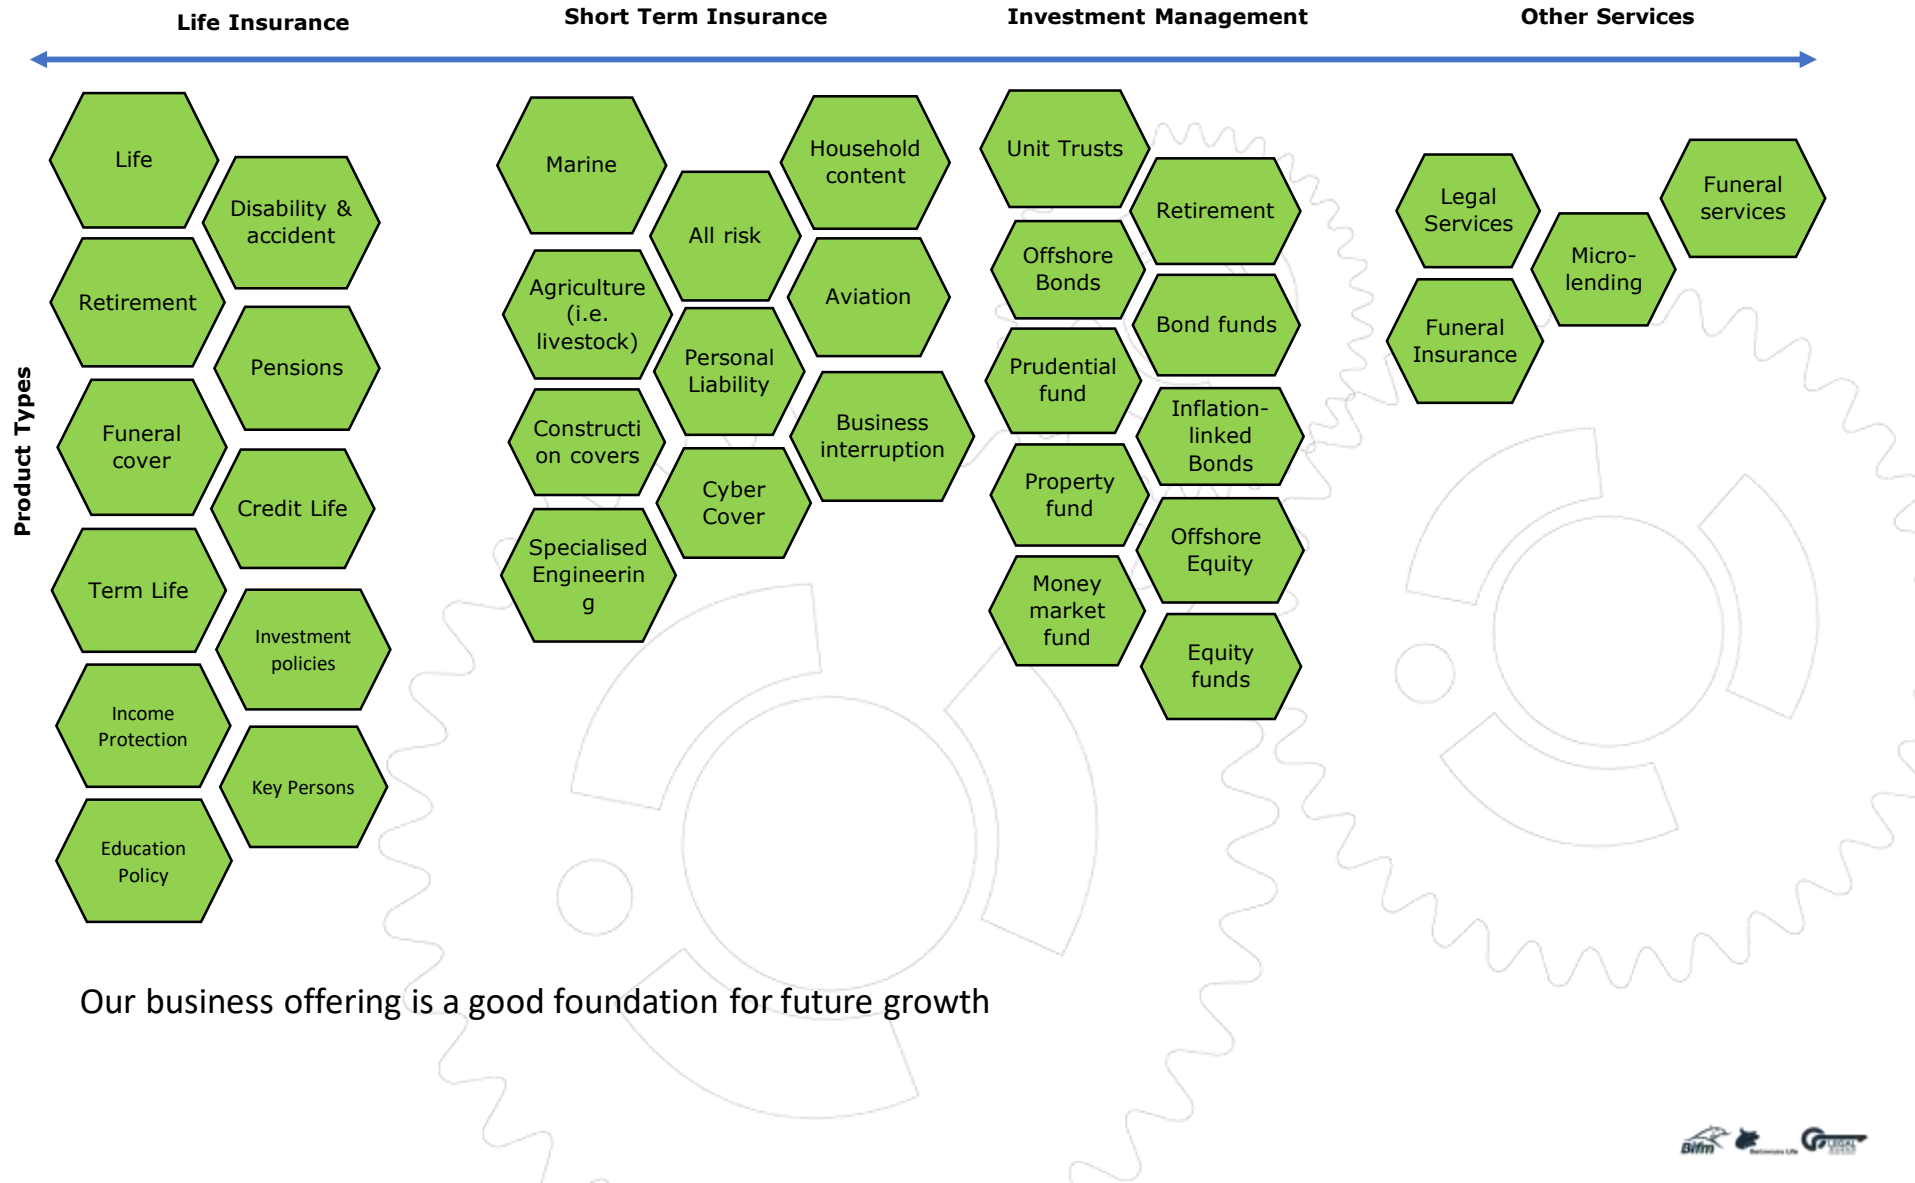 Life Insurance
Short Term Insurance
Investment Management
Other Services
Product Types
Life
Disability &
accident
Retirement
Pensions
Funeral
cover
Credit Life
Term Life
Investment
policies
Income
Protection
Key Persons
Education
Policy
Marine
Household
content
All risk
Agriculture
(i.e.
livestock)
Aviation
Personal
Liability
Constructi
on covers
Business
interruption
Cyber
Cover
Specialised
Engineerin
g
Unit Trusts
Retirement
Offshore
Bonds
Bond funds
Prudential
fund
Inflation-
linked
Bonds
Property
fund
Offshore
Equity
Money
market
fund
Equity
funds
Legal
Services
Funeral
services
Micro-
lending
Funeral
Insurance
Our business offering is a good foundation for future growth
Bifm
Botswana Life
LEGAL